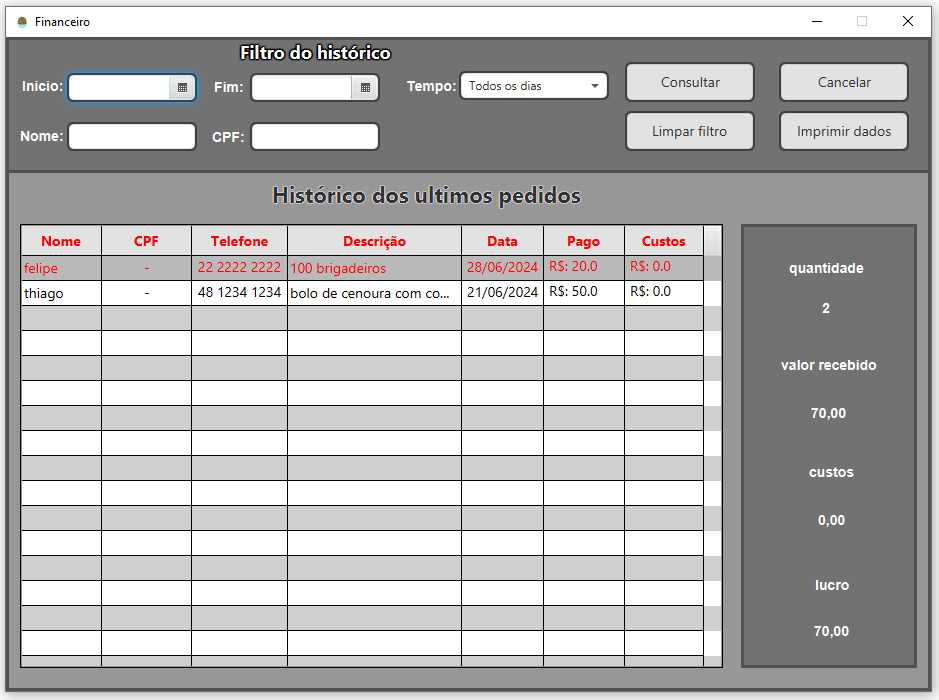 Financeiro
Filtro do histórico
Inicio: Fim: Tempo: Todos os dias Consultar Cancelar
Nome: CPF: Limpar filtro Imprimir dados
Histórico dos ultimos pedidos
Nome CPF Telefone Descrição Data Pago Custos
felipe - 22 2222 2222 100 brigadeiros 28/06/2024 R$: 20.0 R$: 0.0
thiago - 48 1234 1234 bolo de cenoura com co... 21/06/2024 R$: 50.0 R$: 0.0
quantidade
2
valor recebido
70,00
custos
0,00
lucro
70,00